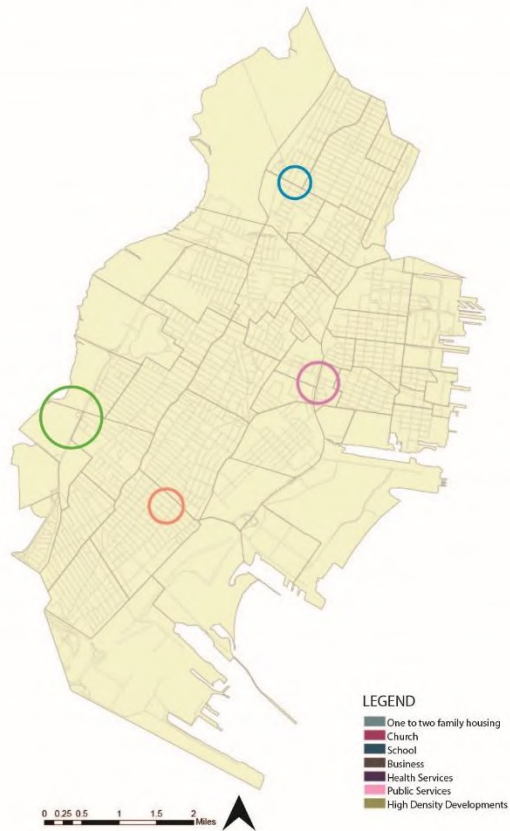 LEGEND
One to two family housing
Church
School
Business
Health Services
Public Services
High Density Developments
0 0.25 0.5 1 1.5 2
Miles